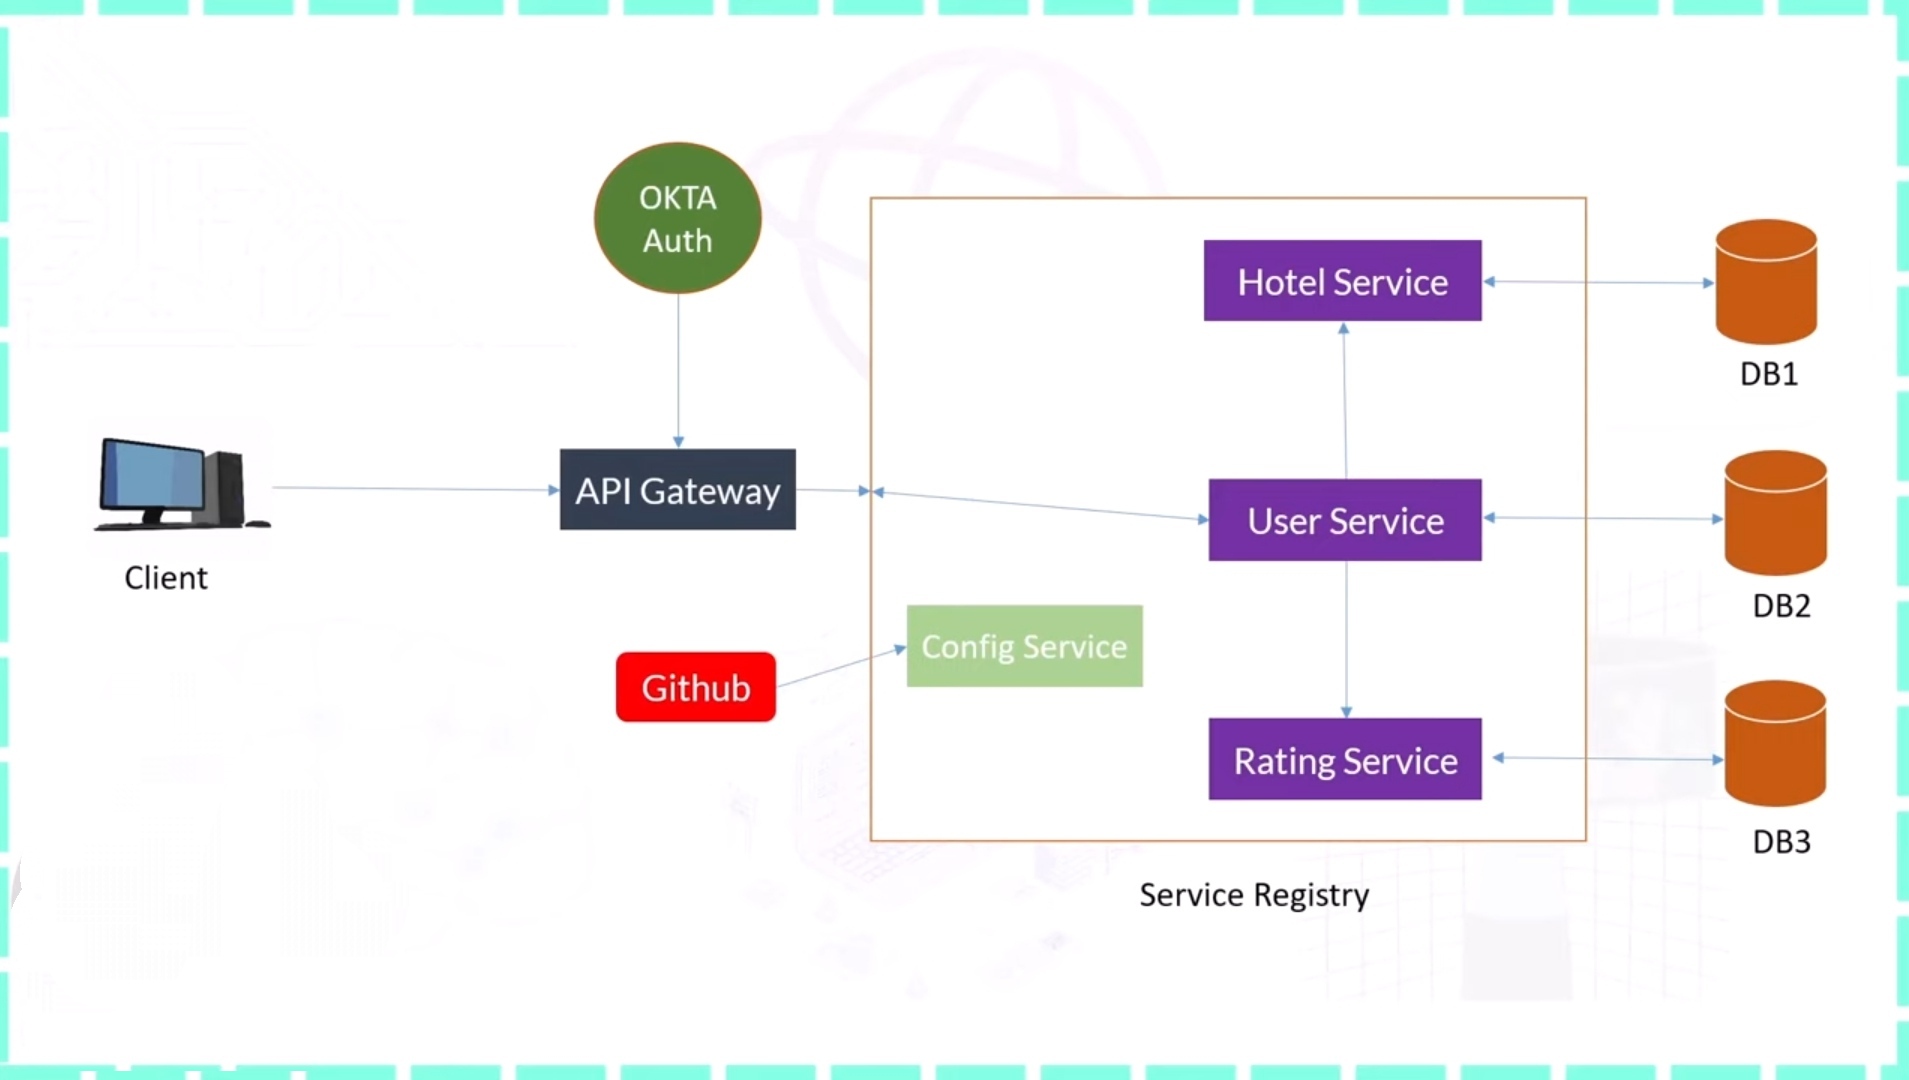 OKTA
Auth
Hotel Service
DB1
API Gateway
User Service
Client
DB2
Config Service
Github
Rating Service
DB3
Service Registry